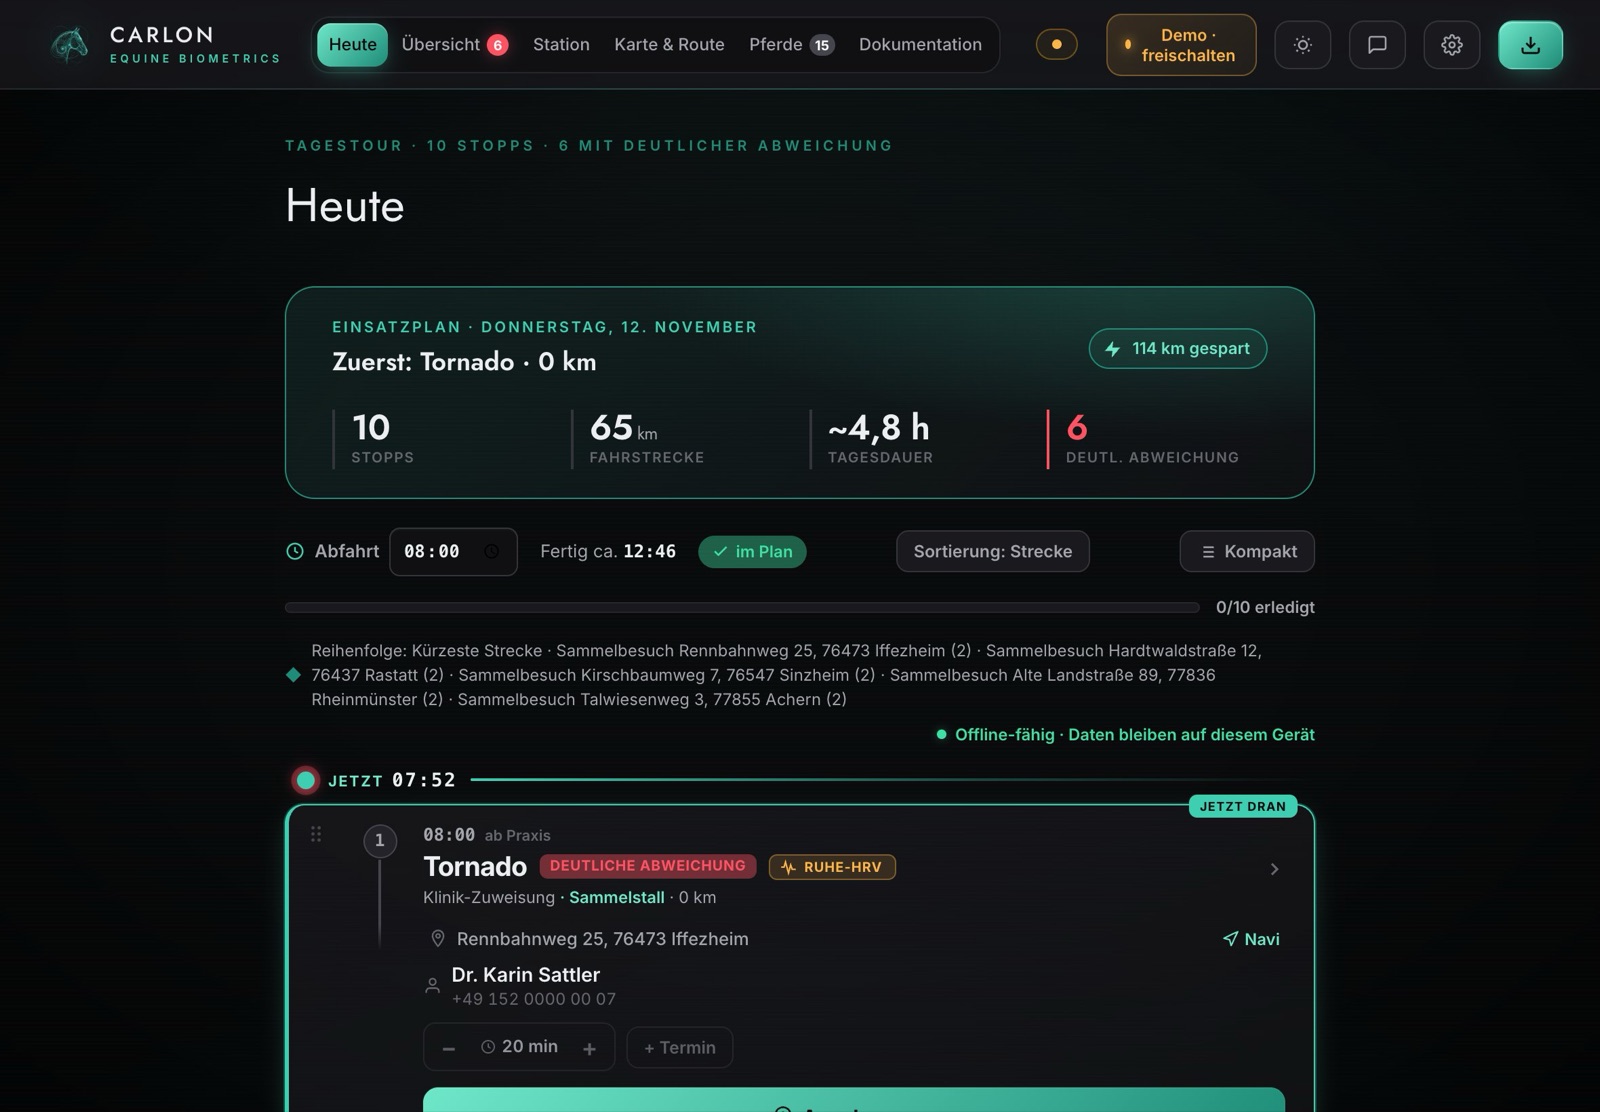 CARLON
EQUINE BIOMETRICS
Heute
Übersicht 6
Station
Karte & Route
Pferde 15
Dokumentation
Demo ·
freischalten
TAGESTOUR · 10 STOPPS · 6 MIT DEUTLICHER ABWEICHUNG
Heute
EINSATZPLAN · DONNERSTAG, 12. NOVEMBER
Zuerst: Tornado · 0 km
114 km gespart
10
STOPPS
65 km
FAHRSTRECKE
~4,8 h
TAGESDAUER
6
DEUTL. ABWEICHUNG
Abfahrt 08:00 Fertig ca. 12:46 im Plan
Sortierung: Strecke
Kompakt
0/10 erledigt
Reihenfolge: Kürzeste Strecke · Sammelbesuch Rennbahnweg 25, 76473 Iffezheim (2) · Sammelbesuch Hardtwaldstraße 12,
76437 Rastatt (2) · Sammelbesuch Kirschbaumweg 7, 76547 Sinzheim (2) · Sammelbesuch Alte Landstraße 89, 77836
Rheinmünster (2) · Sammelbesuch Talwiesenweg 3, 77855 Achern (2)
Offline-fähig · Daten bleiben auf diesem Gerät
JETZT 07:52
JETZT DRAN
1
08:00 ab Praxis
Tornado DEUTLICHE ABWEICHUNG RUHE-HRV
Klinik-Zuweisung · Sammelstall · 0 km
Rennbahnweg 25, 76473 Iffezheim
Navi
Dr. Karin Sattler
+49 152 0000 00 07
− 20 min +
+ Termin